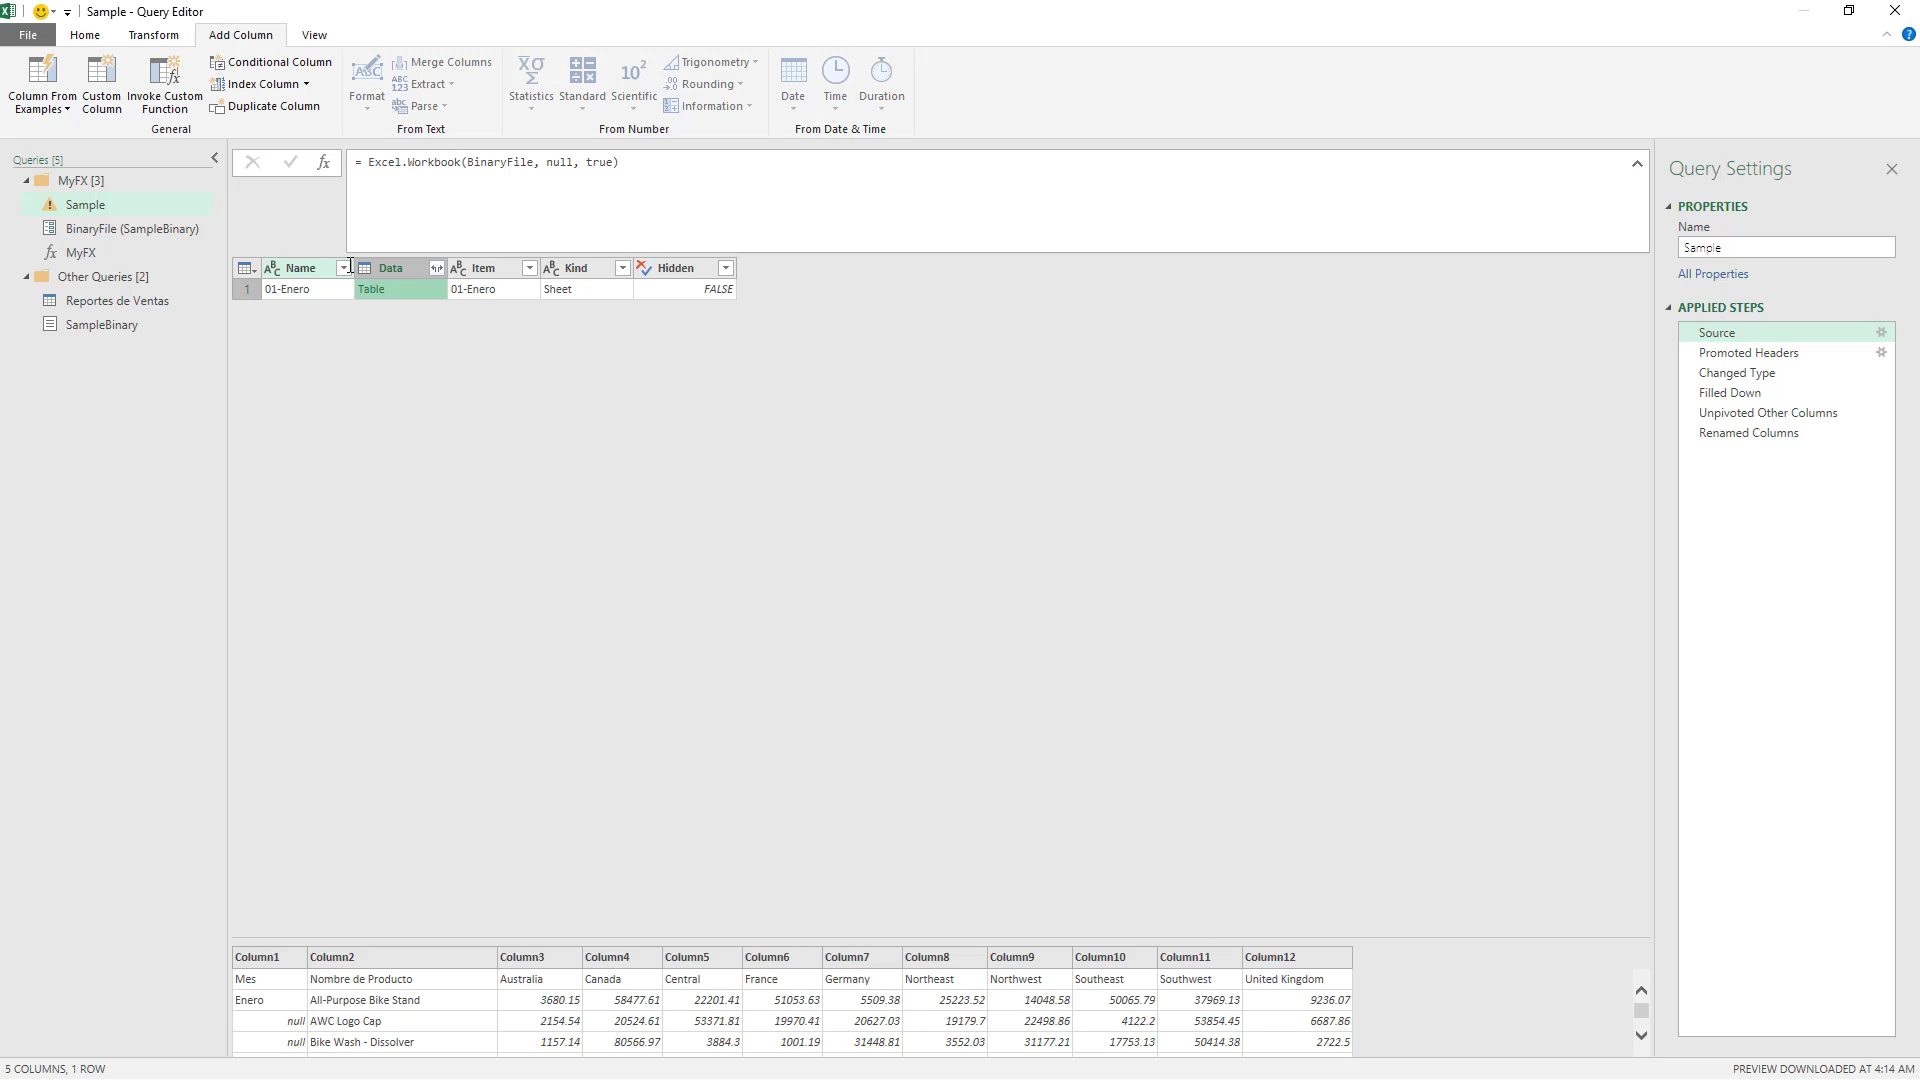 Sample - Query Editor
File Home Transform Add Column View
Column From Examples
Custom Column
Invoke Custom Function
Conditional Column
Index Column
Duplicate Column
General
Format
Merge Columns
Extract
Parse
From Text
Statistics
Standard
Scientific
Trigonometry
Rounding
Information
From Number
Date
Time
Duration
From Date & Time
Queries [5]
MyFX [3]
Sample
BinaryFile (SampleBinary)
MyFX
Other Queries [2]
Reportes de Ventas
SampleBinary
= Excel.Workbook(BinaryFile, null, true)
Name Data Item Kind Hidden
1 01-Enero Table 01-Enero Sheet FALSE
Column1 Column2 Column3 Column4 Column5 Column6 Column7 Column8 Column9 Column10 Column11 Column12
Mes Nombre de Producto Australia Canada Central France Germany Northeast Northwest Southeast Southwest United Kingdom
Enero All-Purpose Bike Stand 3680.15 58477.61 22201.41 51053.63 5509.38 25223.52 14048.58 50065.79 37969.13 9236.07
null AWC Logo Cap 2154.54 20524.61 53371.81 19970.41 20627.03 19179.7 22498.86 4122.2 53854.45 6687.86
null Bike Wash - Dissolver 1157.14 80566.97 3884.3 1001.19 31448.81 3552.03 31177.21 17753.13 50414.38 2722.5
Query Settings
PROPERTIES
Name
Sample
All Properties
APPLIED STEPS
Source
Promoted Headers
Changed Type
Filled Down
Unpivoted Other Columns
Renamed Columns
5 COLUMNS, 1 ROW
PREVIEW DOWNLOADED AT 4:14 AM